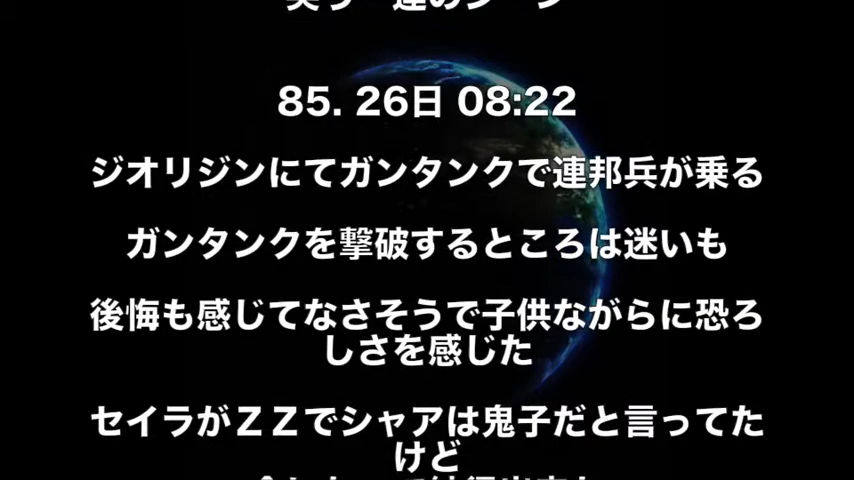 85. 26日 08:22
ジオリジンにてガンタンクで連邦兵が乗る
ガンタンクを撃破するところは迷いも
後悔も感じてなさそうで子供ながらに恐ろ
しさを感じた
セイラがＺＺでシャアは鬼子だと言ってた
けど